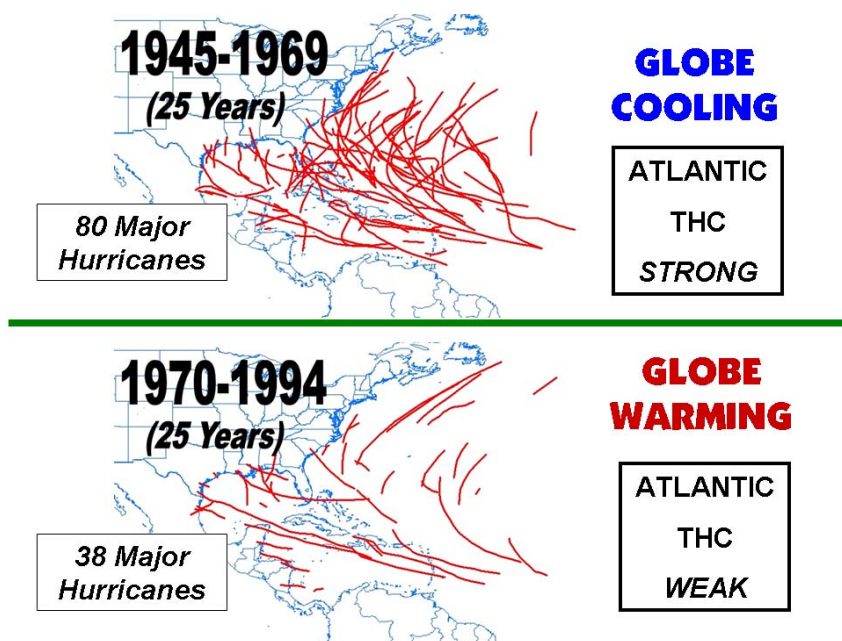 1945-1969
(25 Years)
80 Major
Hurricanes
GLOBE
COOLING
ATLANTIC
THC
STRONG
1970-1994
(25 Years)
38 Major
Hurricanes
GLOBE
WARMING
ATLANTIC
THC
WEAK